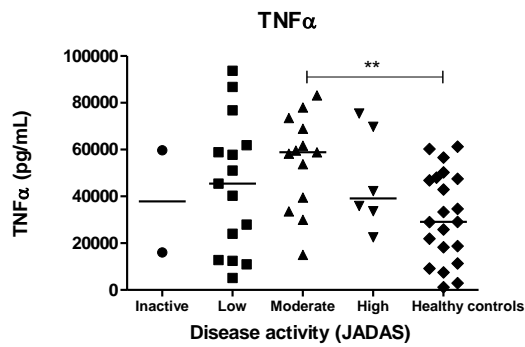 TNFα
**
100000
80000
60000
40000
20000
0
TNFα (pg/mL)
Inactive Low Moderate High Healthy controls
Disease activity (JADAS)